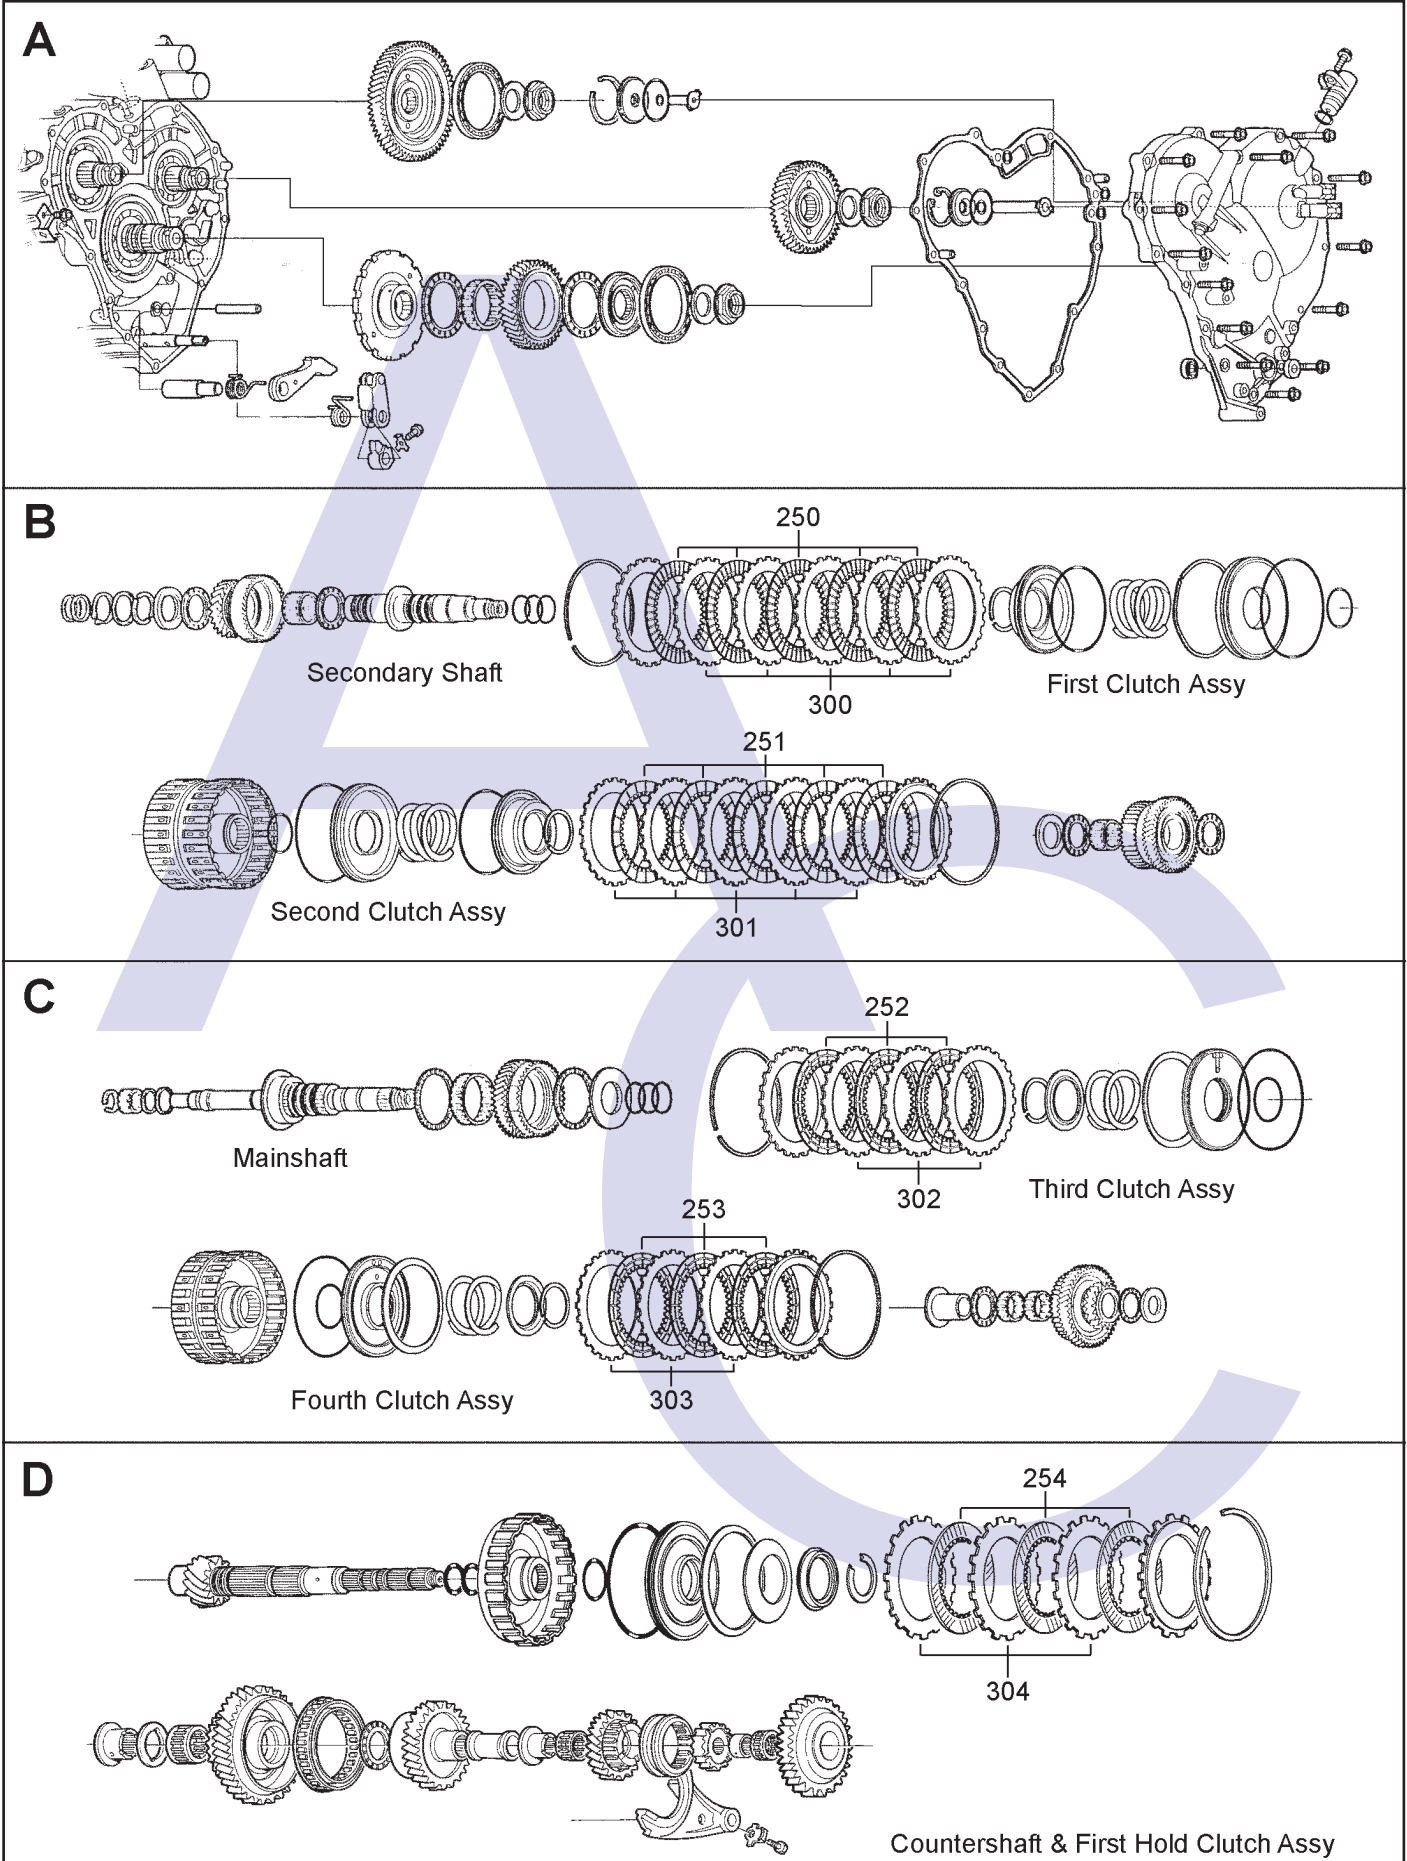 A
B
250
Secondary Shaft
300
First Clutch Assy
251
Second Clutch Assy
301
C
252
Mainshaft
302
Third Clutch Assy
253
Fourth Clutch Assy
303
D
254
304
Countershaft & First Hold Clutch Assy
AC